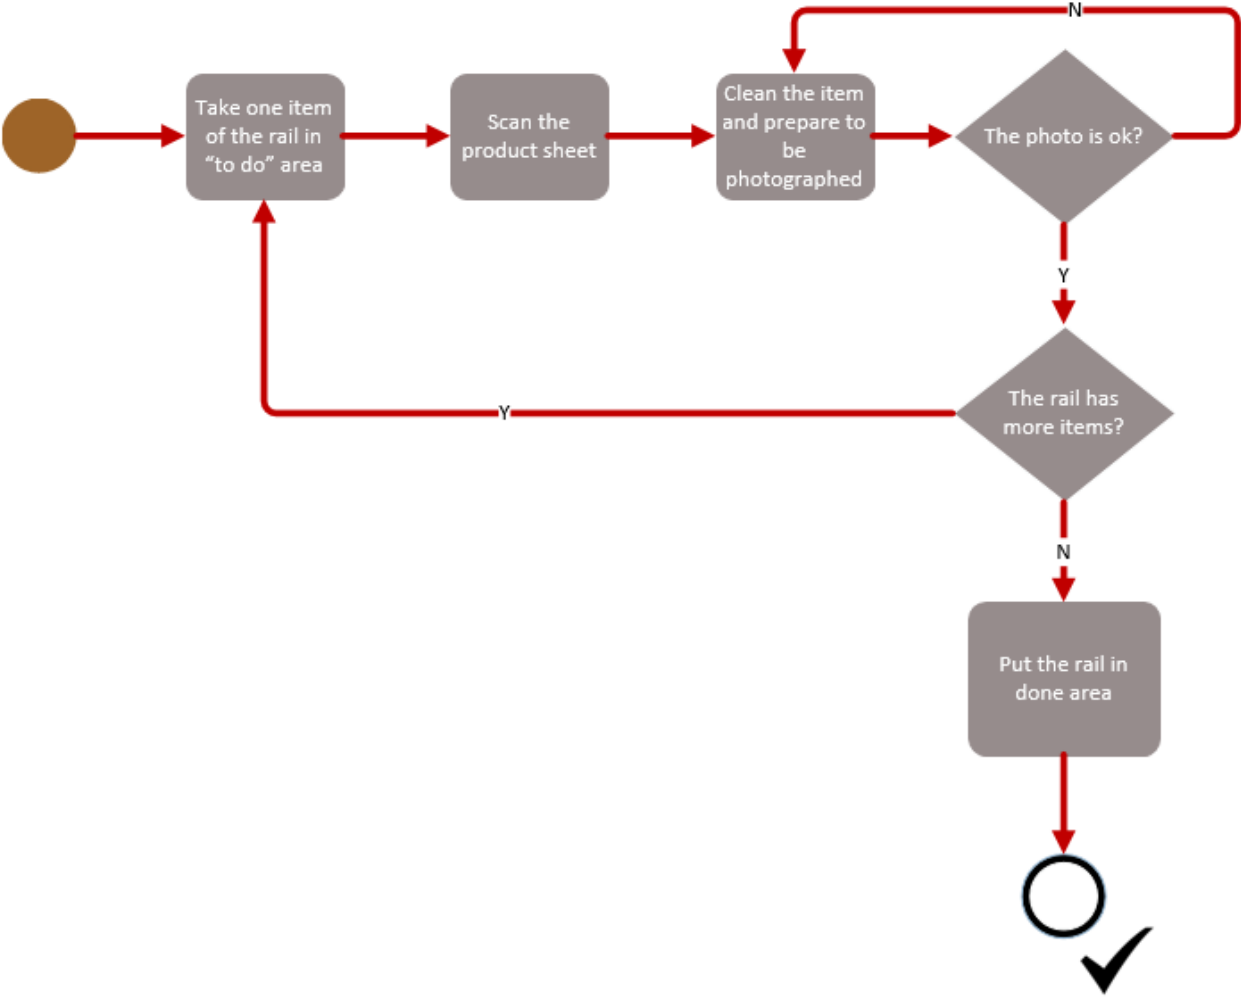 N
Take one item
of the rail in
“to do” area
Scan the
product sheet
Clean the item
and prepare to
be
photographed
The photo is ok?
Y
The rail has
more items?
Y
N
Put the rail in
done area